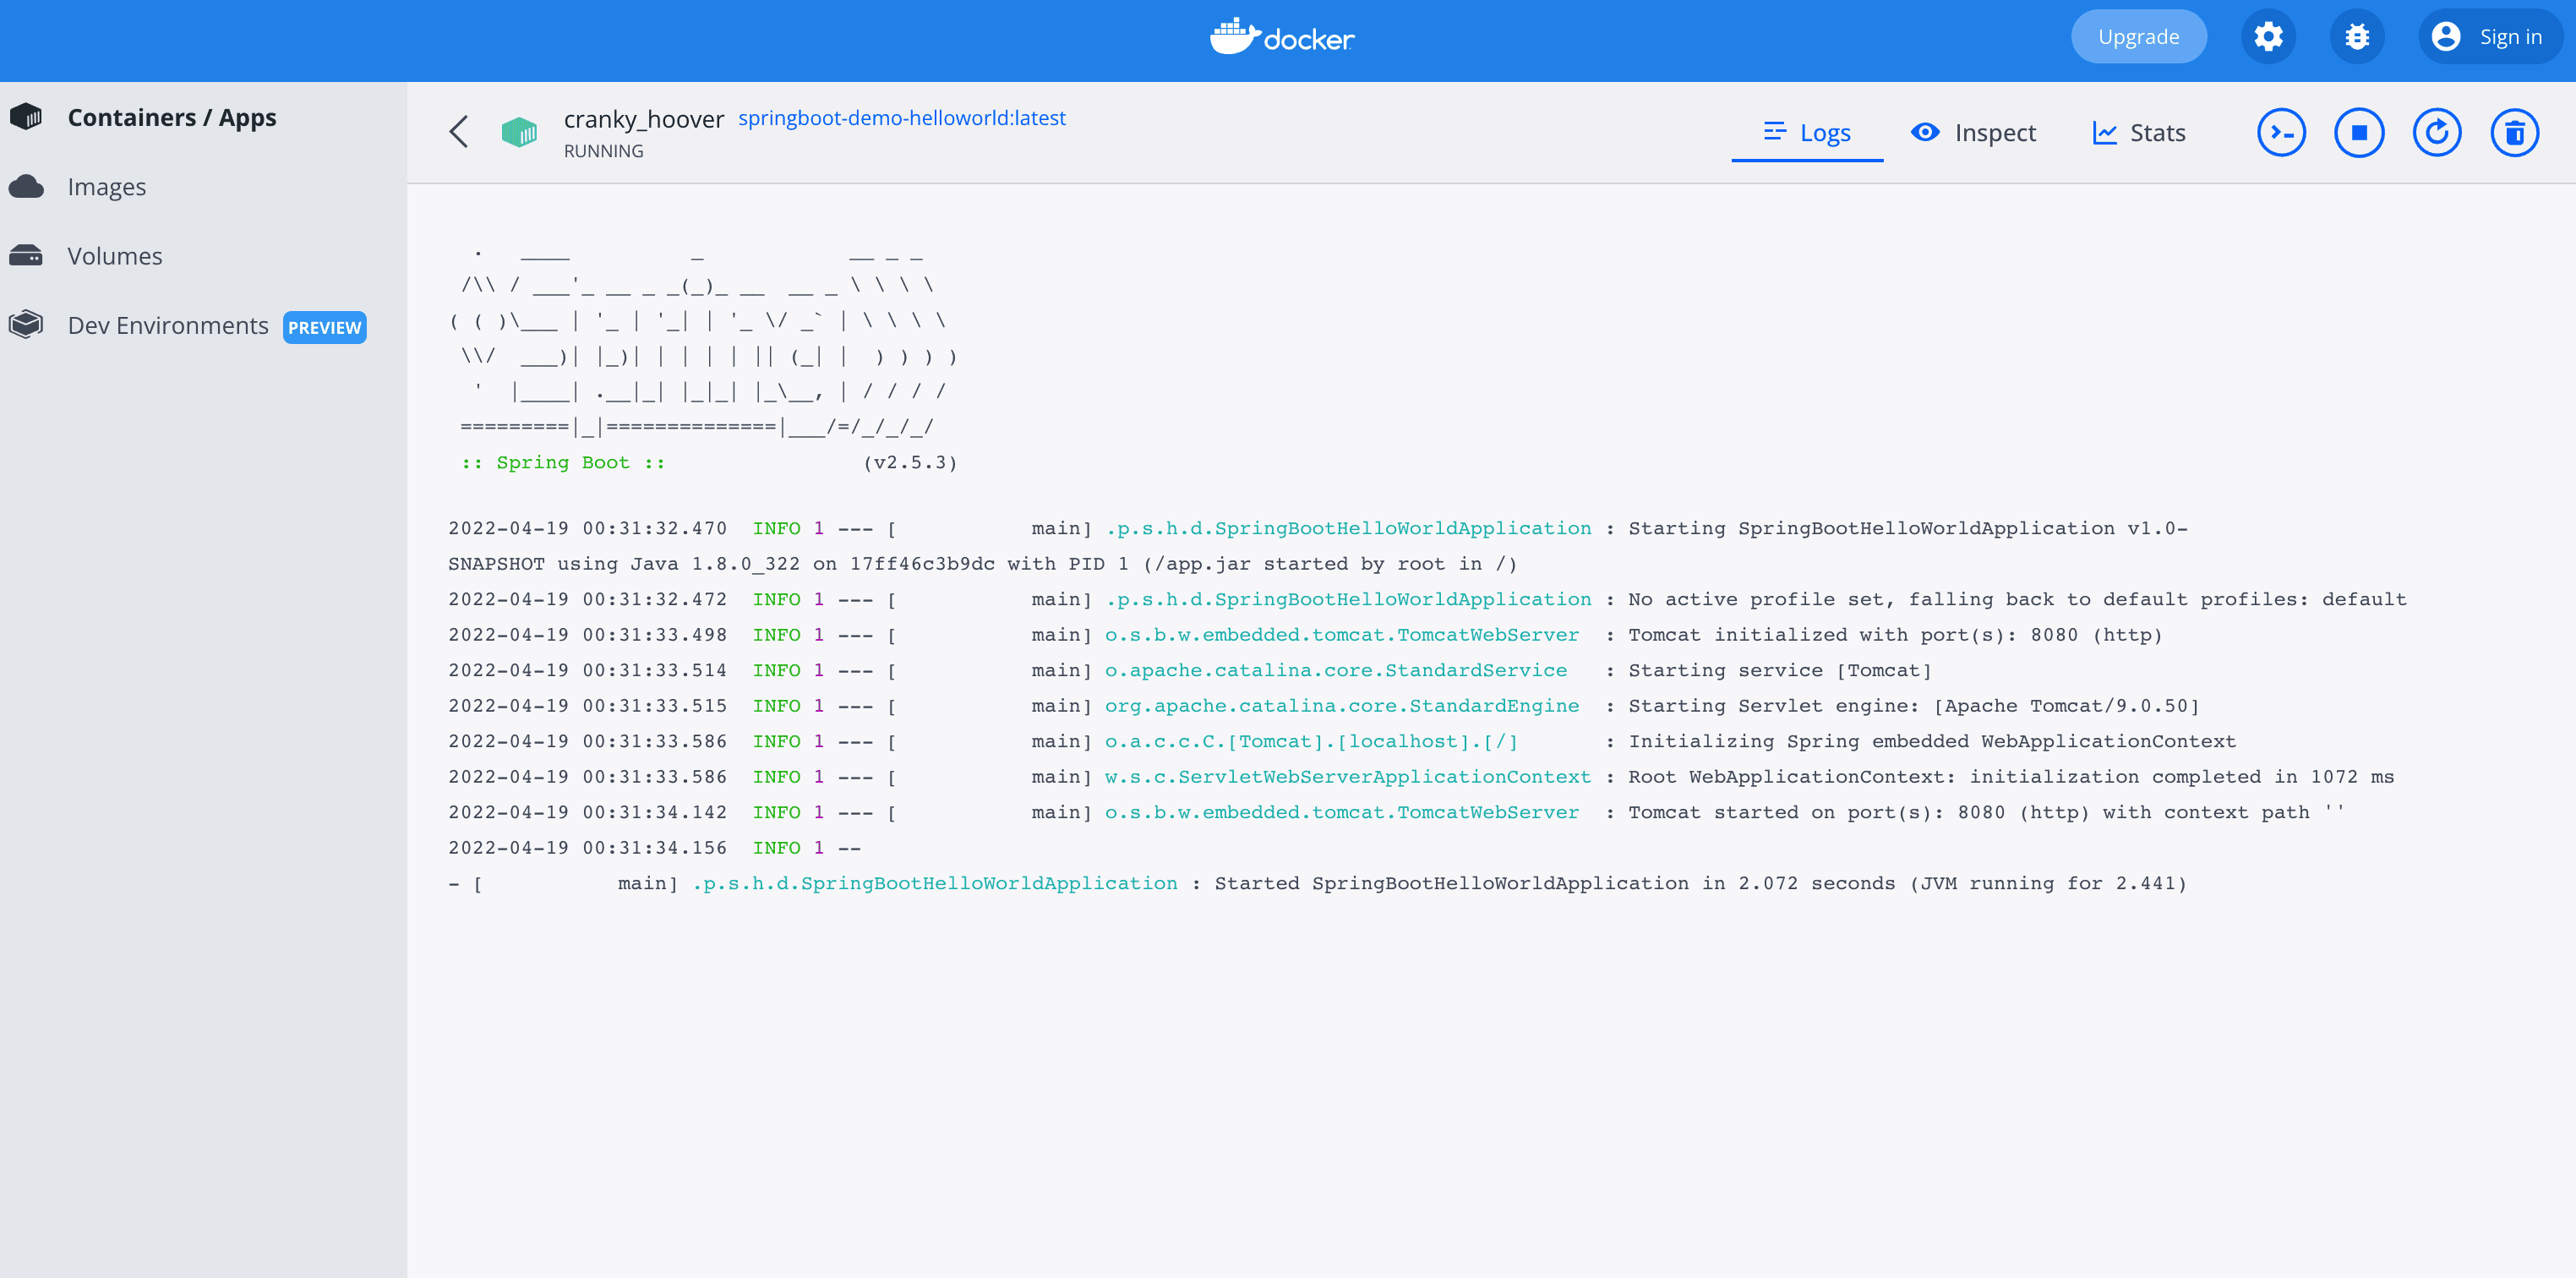 docker
Upgrade
Sign in
Containers / Apps
Images
Volumes
Dev Environments PREVIEW
cranky_hoover springboot-demo-helloworld:latest
RUNNING
Logs
Inspect
Stats
  .   ____          _            __ _ _
 /\\ / ___'_ __ _ _(_)_ __  __ _ \ \ \ \
( ( )\___ | '_ | '_| | '_ \/ _` | \ \ \ \
 \\/  ___)| |_)| | | | | || (_| |  ) ) ) )
  '  |____| .__|_| |_|_| |_\__, | / / / /
 =========|_|==============|___/=/_/_/_/
 :: Spring Boot ::                (v2.5.3)
2022-04-19 00:31:32.470  INFO 1 --- [           main] .p.s.h.d.SpringBootHelloWorldApplication : Starting SpringBootHelloWorldApplication v1.0-
SNAPSHOT using Java 1.8.0_322 on 17ff46c3b9dc with PID 1 (/app.jar started by root in /)
2022-04-19 00:31:32.472  INFO 1 --- [           main] .p.s.h.d.SpringBootHelloWorldApplication : No active profile set, falling back to default profiles: default
2022-04-19 00:31:33.498  INFO 1 --- [           main] o.s.b.w.embedded.tomcat.TomcatWebServer  : Tomcat initialized with port(s): 8080 (http)
2022-04-19 00:31:33.514  INFO 1 --- [           main] o.apache.catalina.core.StandardService   : Starting service [Tomcat]
2022-04-19 00:31:33.515  INFO 1 --- [           main] org.apache.catalina.core.StandardEngine  : Starting Servlet engine: [Apache Tomcat/9.0.50]
2022-04-19 00:31:33.586  INFO 1 --- [           main] o.a.c.c.C.[Tomcat].[localhost].[/]       : Initializing Spring embedded WebApplicationContext
2022-04-19 00:31:33.586  INFO 1 --- [           main] w.s.c.ServletWebServerApplicationContext : Root WebApplicationContext: initialization completed in 1072 ms
2022-04-19 00:31:34.142  INFO 1 --- [           main] o.s.b.w.embedded.tomcat.TomcatWebServer  : Tomcat started on port(s): 8080 (http) with context path ''
2022-04-19 00:31:34.156  INFO 1 --
- [           main] .p.s.h.d.SpringBootHelloWorldApplication : Started SpringBootHelloWorldApplication in 2.072 seconds (JVM running for 2.441)